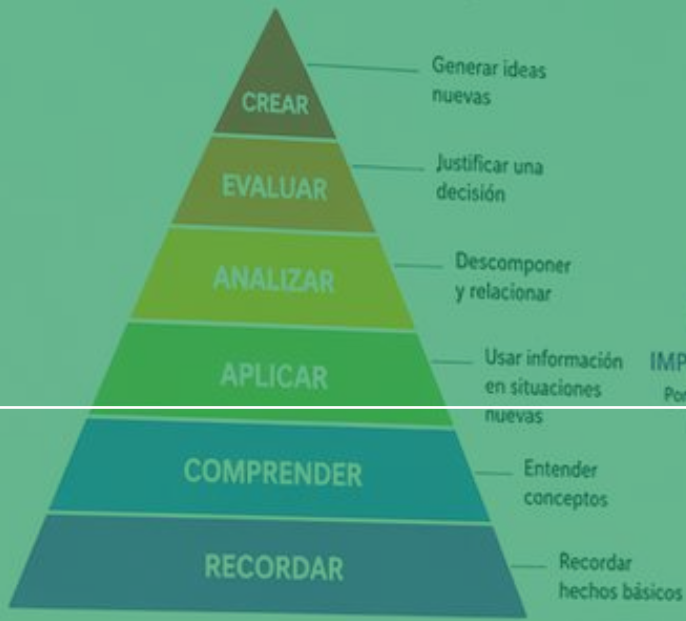 CREAR
Generar ideas
nuevas
EVALUAR
Justificar una
decisión
ANALIZAR
Descomponer
y relacionar
APLICAR
Usar información
en situaciones
nuevas
COMPRENDER
Entender
conceptos
RECORDAR
Recordar
hechos básicos